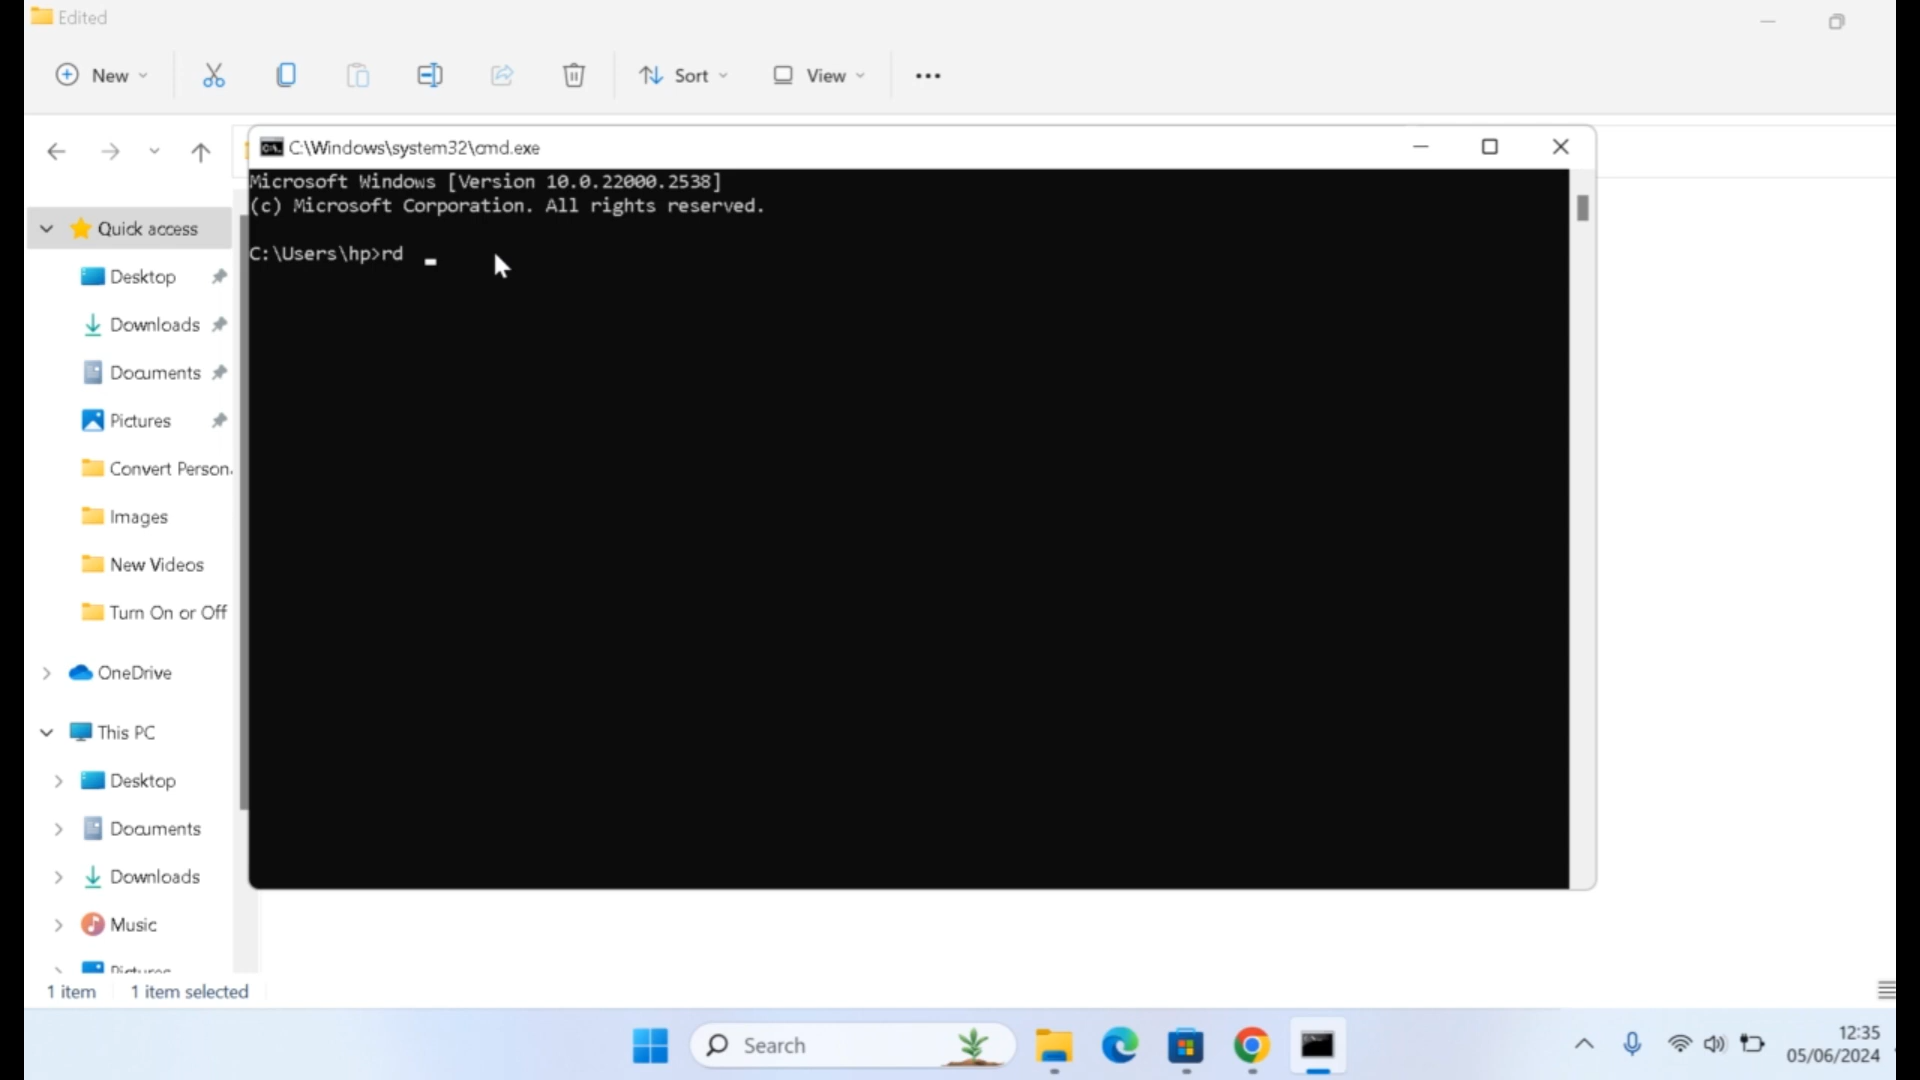 Edited
New
Sort
View
C:\Windows\system32\cmd.exe
Microsoft Windows [Version 10.0.22000.2538]
(c) Microsoft Corporation. All rights reserved.
C:\Users\hp>rd
Quick access
Desktop
Downloads
Documents
Pictures
Convert Person
Images
New Videos
Turn On or Off
OneDrive
This PC
Desktop
Documents
Downloads
Music
Pictures
1 item 1 item selected
Search
12:35
05/06/2024